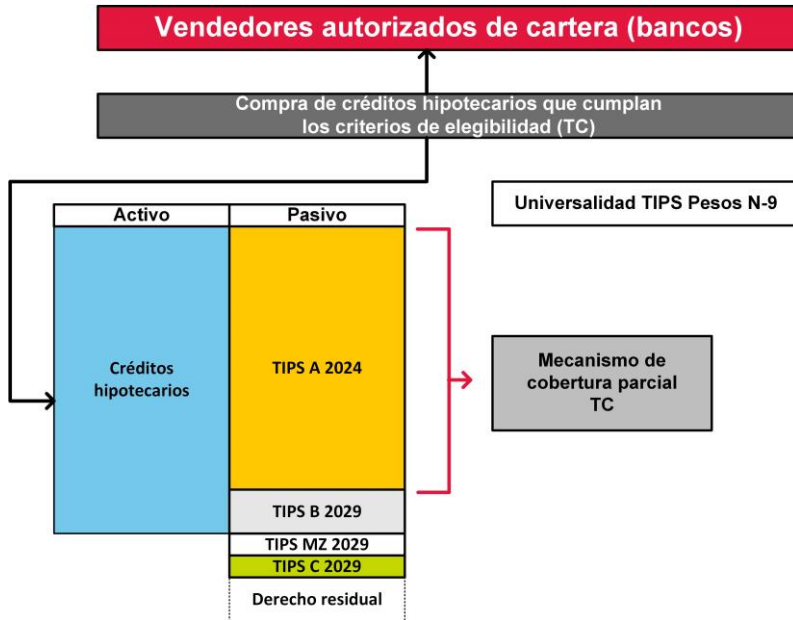 Vendedores autorizados de cartera (bancos)
Compra de créditos hipotecarios que cumplan
los criterios de elegibilidad (TC)
Universalidad TIPS Pesos N-9
Activo
Pasivo
Créditos
hipotecarios
TIPS A 2024
Mecanismo de
cobertura parcial
TC
TIPS B 2029
TIPS MZ 2029
TIPS C 2029
Derecho residual